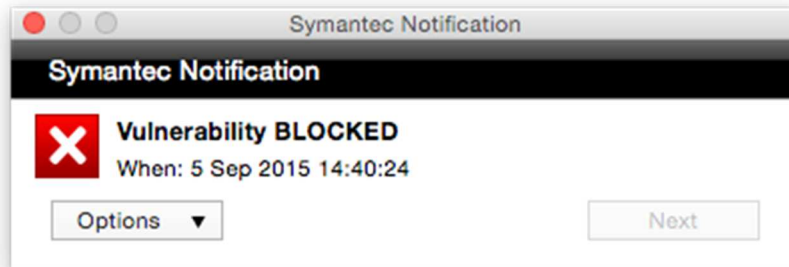 Symantec Notification
Symantec Notification
Vulnerability BLOCKED
When: 5 Sep 2015 14:40:24
Options ▼
Next